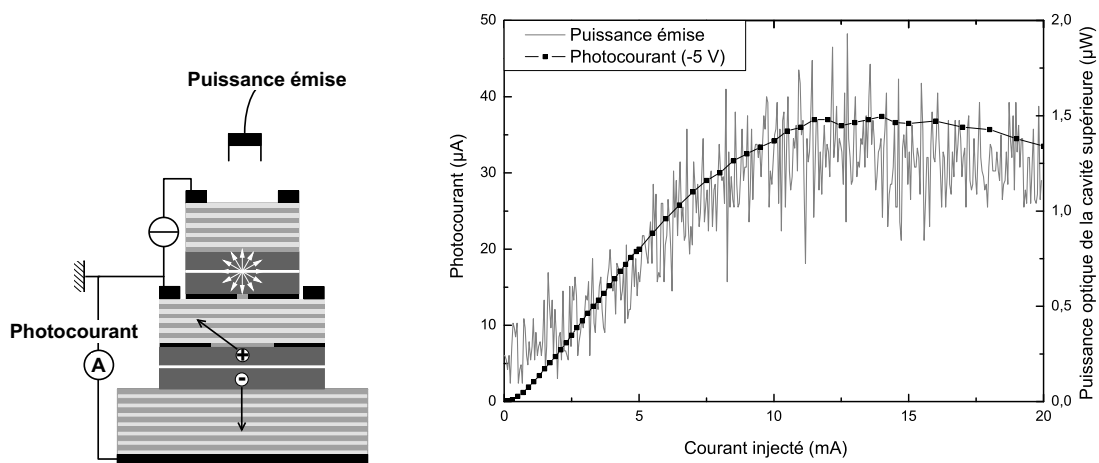 Puissance émise
Photocourant
A
+
-
50
40
30
20
10
0
Photocourant (µA)
Puissance émise
Photocourant (-5 V)
2,0
1,5
1,0
0,5
0,0
Puissance optique de la cavité supérieure (µW)
0
5
10
15
20
Courant injecté (mA)